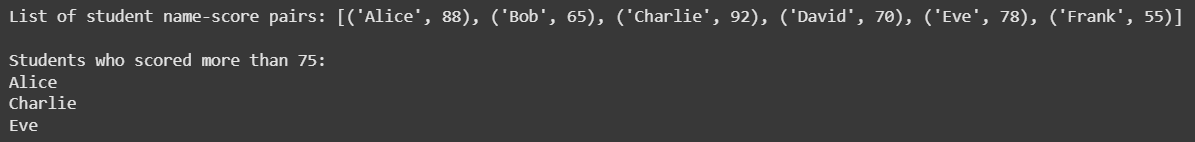 List of student name-score pairs: [('Alice', 88), ('Bob', 65), ('Charlie', 92), ('David', 70), ('Eve', 78), ('Frank', 55)]
Students who scored more than 75:
Alice
Charlie
Eve